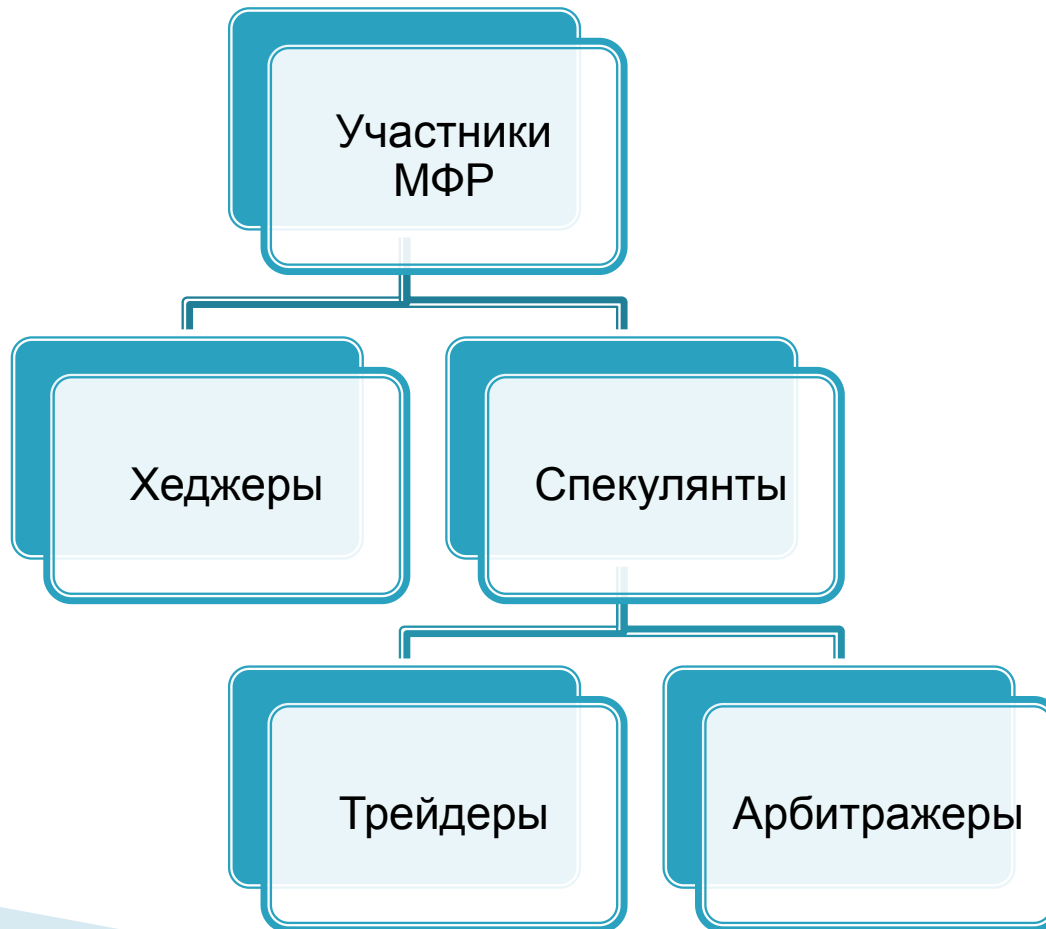 Участники
МФР
Хеджеры
Спекулянты
Трейдеры
Арбитражеры